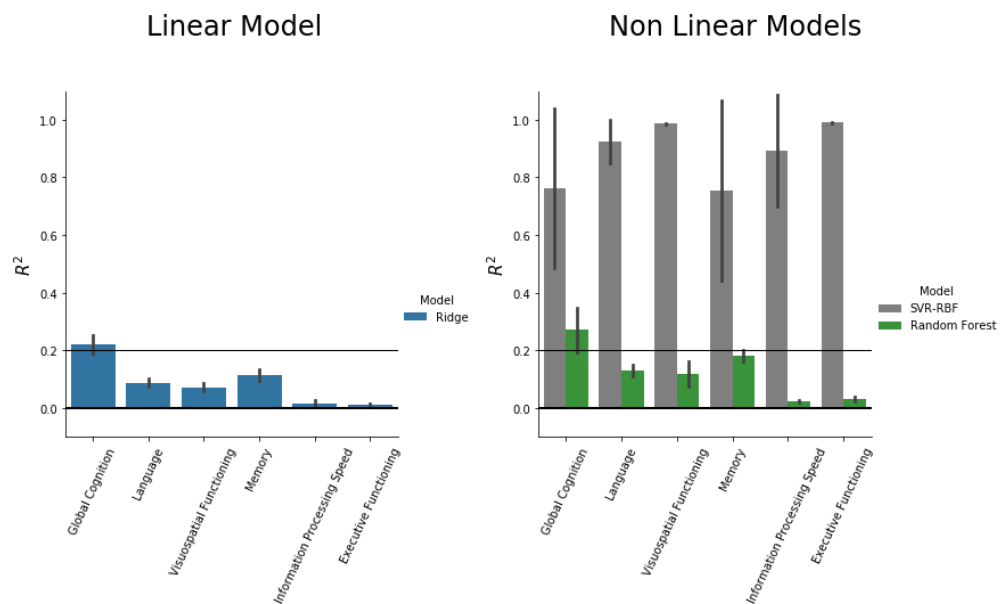 Linear Model
Non Linear Models
1.0
0.8
0.6
0.4
0.2
0.0
R²
Model
Ridge
Global Cognition
Language
Visuospatial Functioning
Memory
Information Processing Speed
Executive Functioning
1.0
0.8
0.6
0.4
0.2
0.0
R²
Model
SVR-RBF
Random Forest
Global Cognition
Language
Visuospatial Functioning
Memory
Information Processing Speed
Executive Functioning